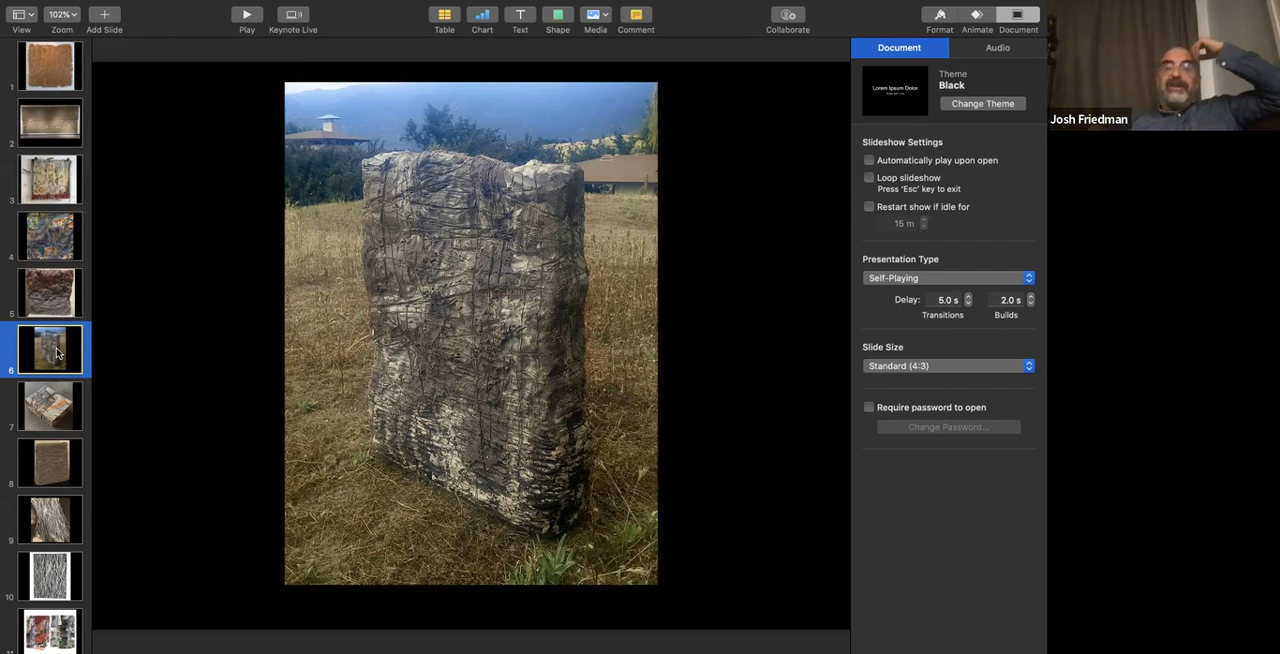 102%
View
Zoom
Add Slide
Play
Keynote Live
Table
Chart
Text
Shape
Media
Comment
Collaborate
Format
Animate
Document
Document
Audio
Lorem Ipsum Dolor
Theme
Black
Change Theme
Slideshow Settings
Automatically play upon open
Loop slideshow
Press 'Esc' key to exit
Restart show if idle for
15 m
Presentation Type
Self-Playing
Delay: 5.0 s 2.0 s
Transitions Builds
Slide Size
Standard (4:3)
Require password to open
Change Password...
1
2
3
4
5
6
7
8
9
10
Josh Friedman